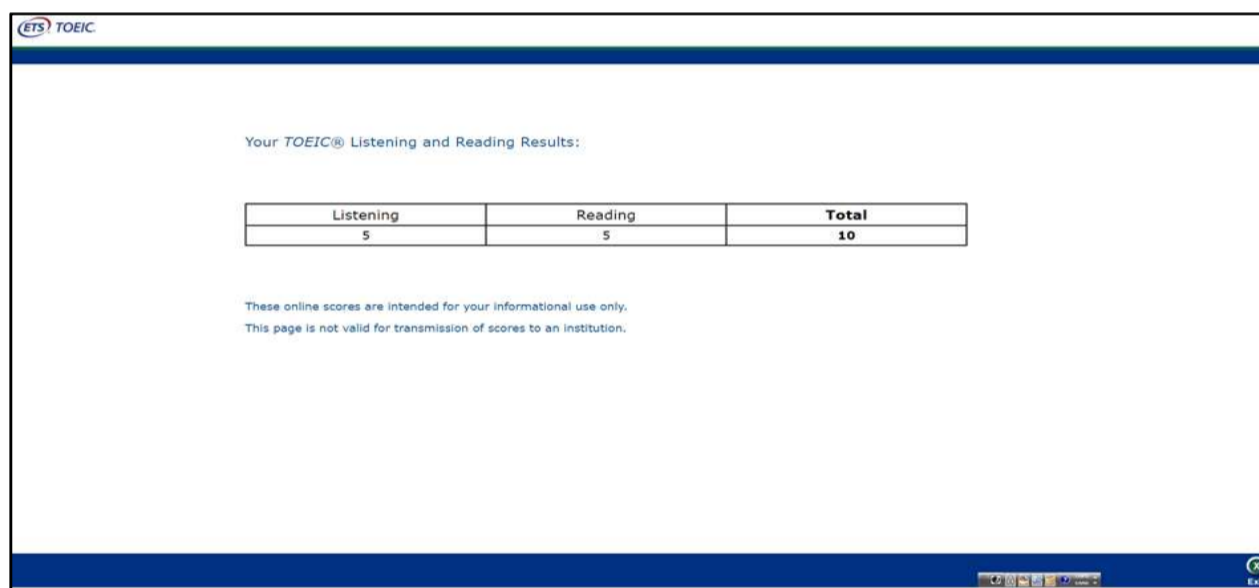 ETS TOEIC.
Your TOEIC® Listening and Reading Results:
Listening Reading Total
5 5 10
These online scores are intended for your informational use only.
This page is not valid for transmission of scores to an institution.